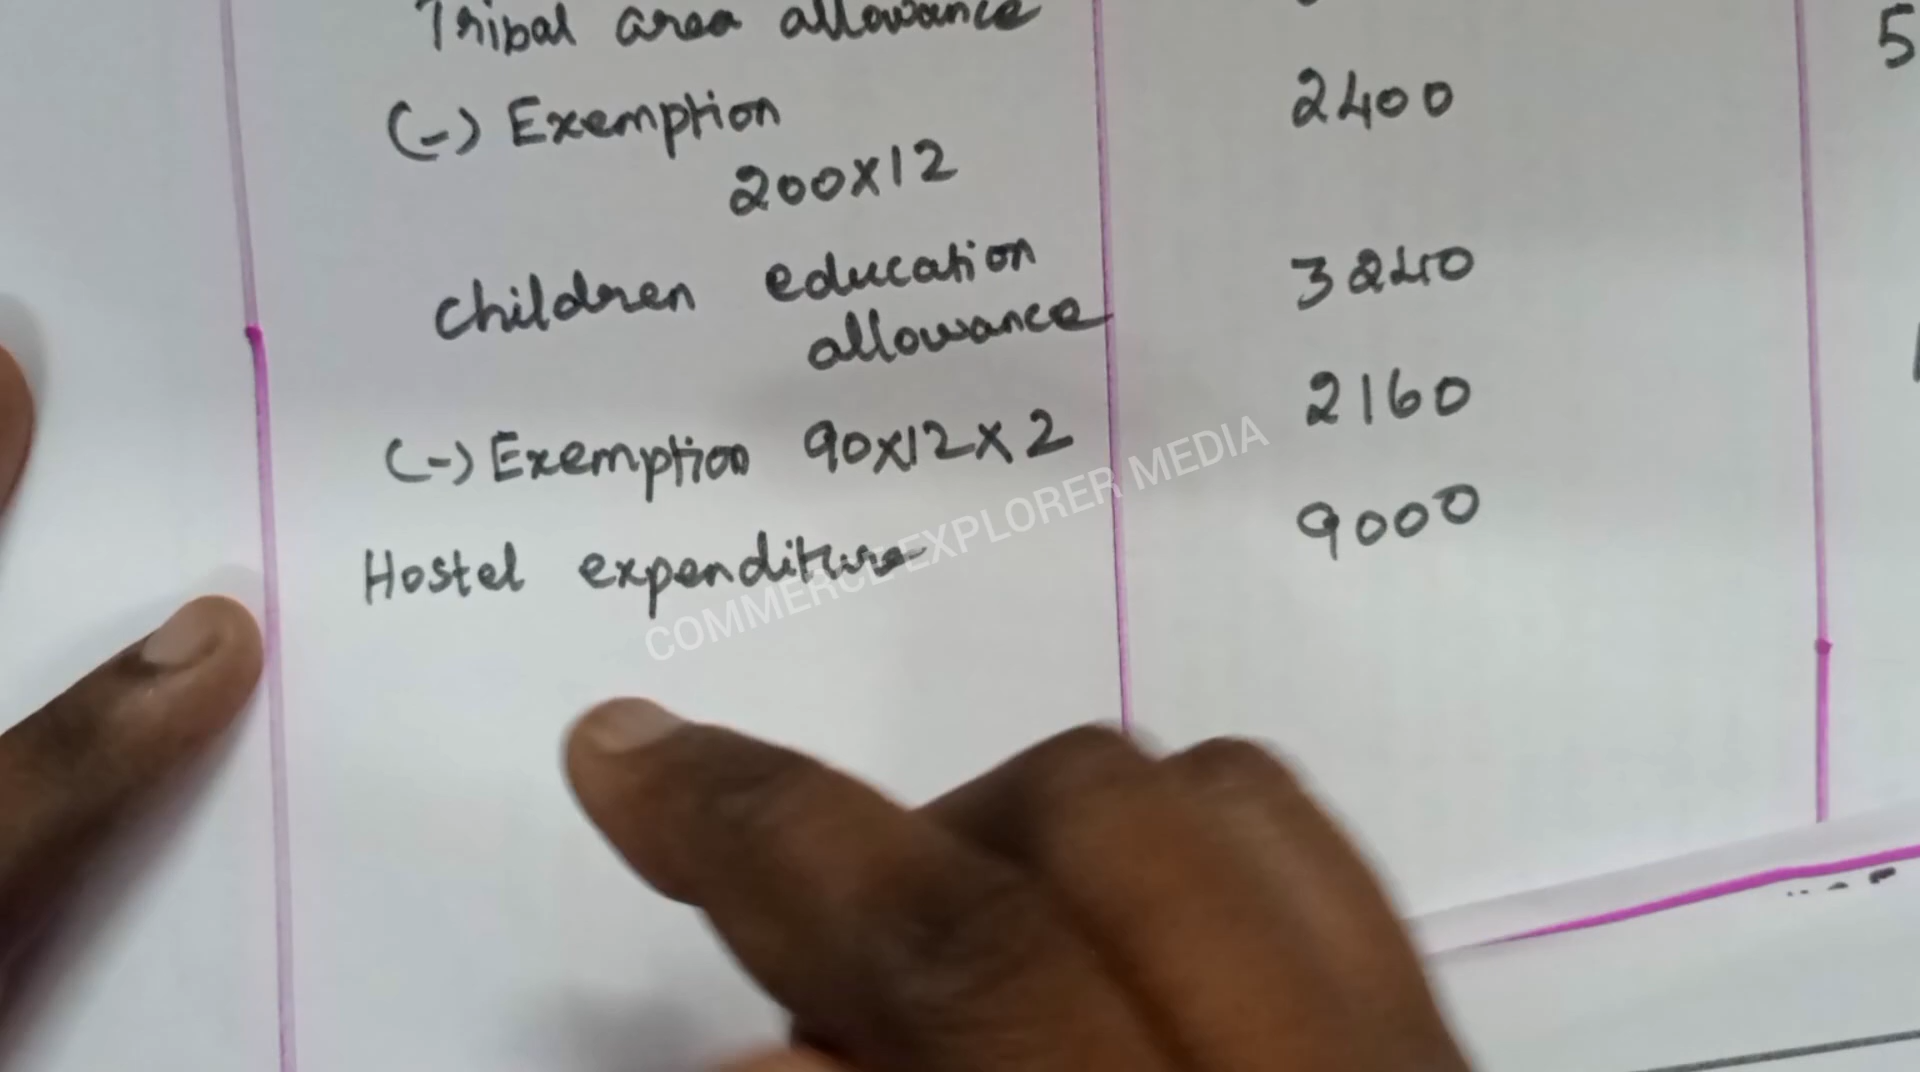 Tribal area allowance
(-) Exemption 2400
200x12
children education 3240
allowance
(-) Exemption 90x12x2 2160
Hostel expenditure 9000
COMMERCE EXPLORER MEDIA
5